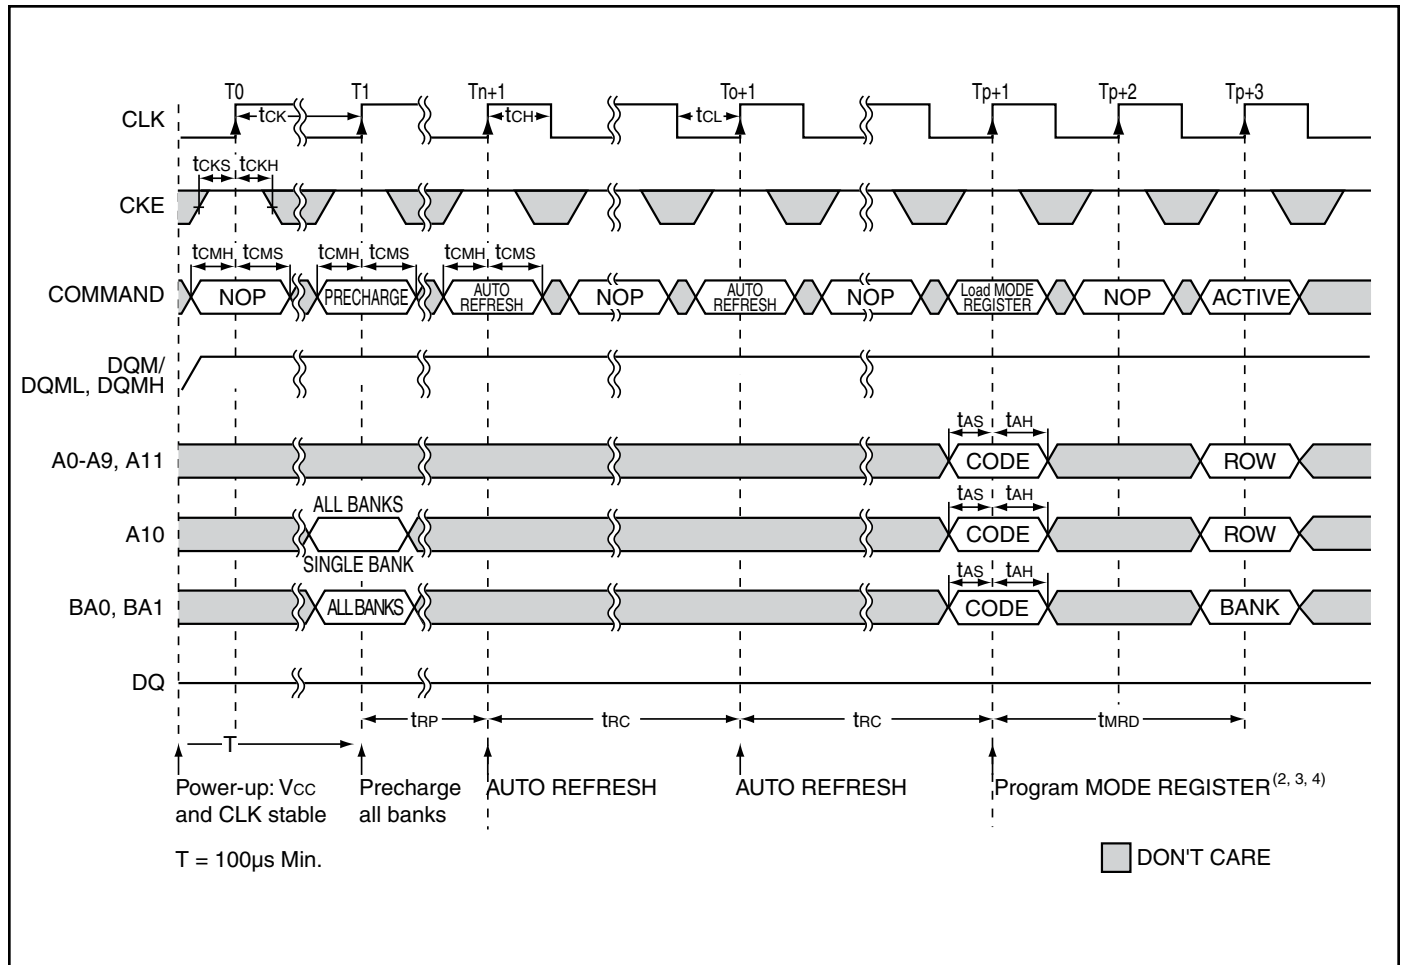 T0 T1 Tn+1 To+1 Tp+1 Tp+2 Tp+3
CLK tCK tCH tCL
tCKS tCKH
CKE
tCMH tCMS tCMH tCMS tCMH tCMS
COMMAND NOP PRECHARGE AUTO REFRESH NOP AUTO REFRESH NOP Load MODE REGISTER NOP ACTIVE
DQM/
DQML, DQMH
tAS tAH
A0-A9, A11 CODE ROW
ALL BANKS tAS tAH
A10 CODE ROW
SINGLE BANK tAS tAH
BA0, BA1 ALL BANKS CODE BANK
DQ
tRP tRC tRC tMRD
T
Power-up: VCC Precharge AUTO REFRESH AUTO REFRESH Program MODE REGISTER(2, 3, 4)
and CLK stable all banks
T = 100µs Min. DON'T CARE